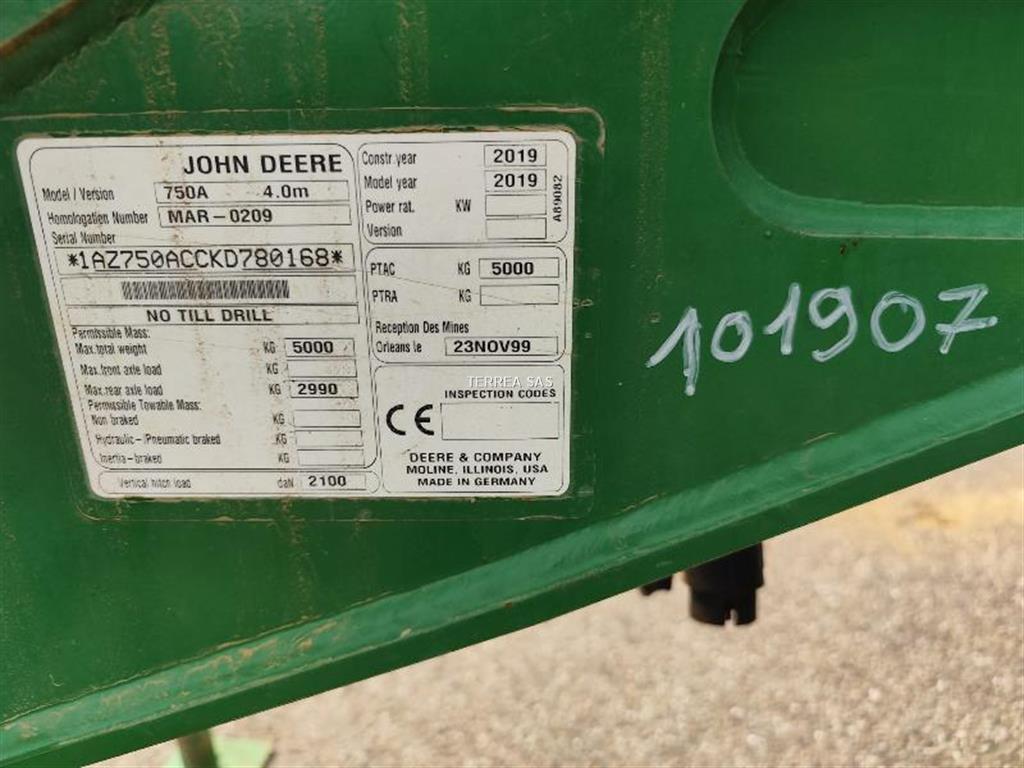 JOHN DEERE
Model / Version 750A 4.0m
Homologation Number MAR-0209
Serial Number
*1AZ750ACCKD780168*
NO TILL DRILL
Permissible Mass:
Max.total weight KG 5000
Max.front axle load KG
Max.rear axle load KG 2990
Permissible Towable Mass:
Non braked KG
Hydraulic-/Pneumatic braked KG
Inertia-braked KG
Vertical hitch load daN 2100
Constr.year 2019
Model year 2019
Power rat. KW
Version
A89082
PTAC KG 5000
PTRA KG
Reception Des Mines
Orleans le 23NOV99
TERREA SAS
INSPECTION CODES
CE
DEERE & COMPANY
MOLINE, ILLINOIS, USA
MADE IN GERMANY
101907